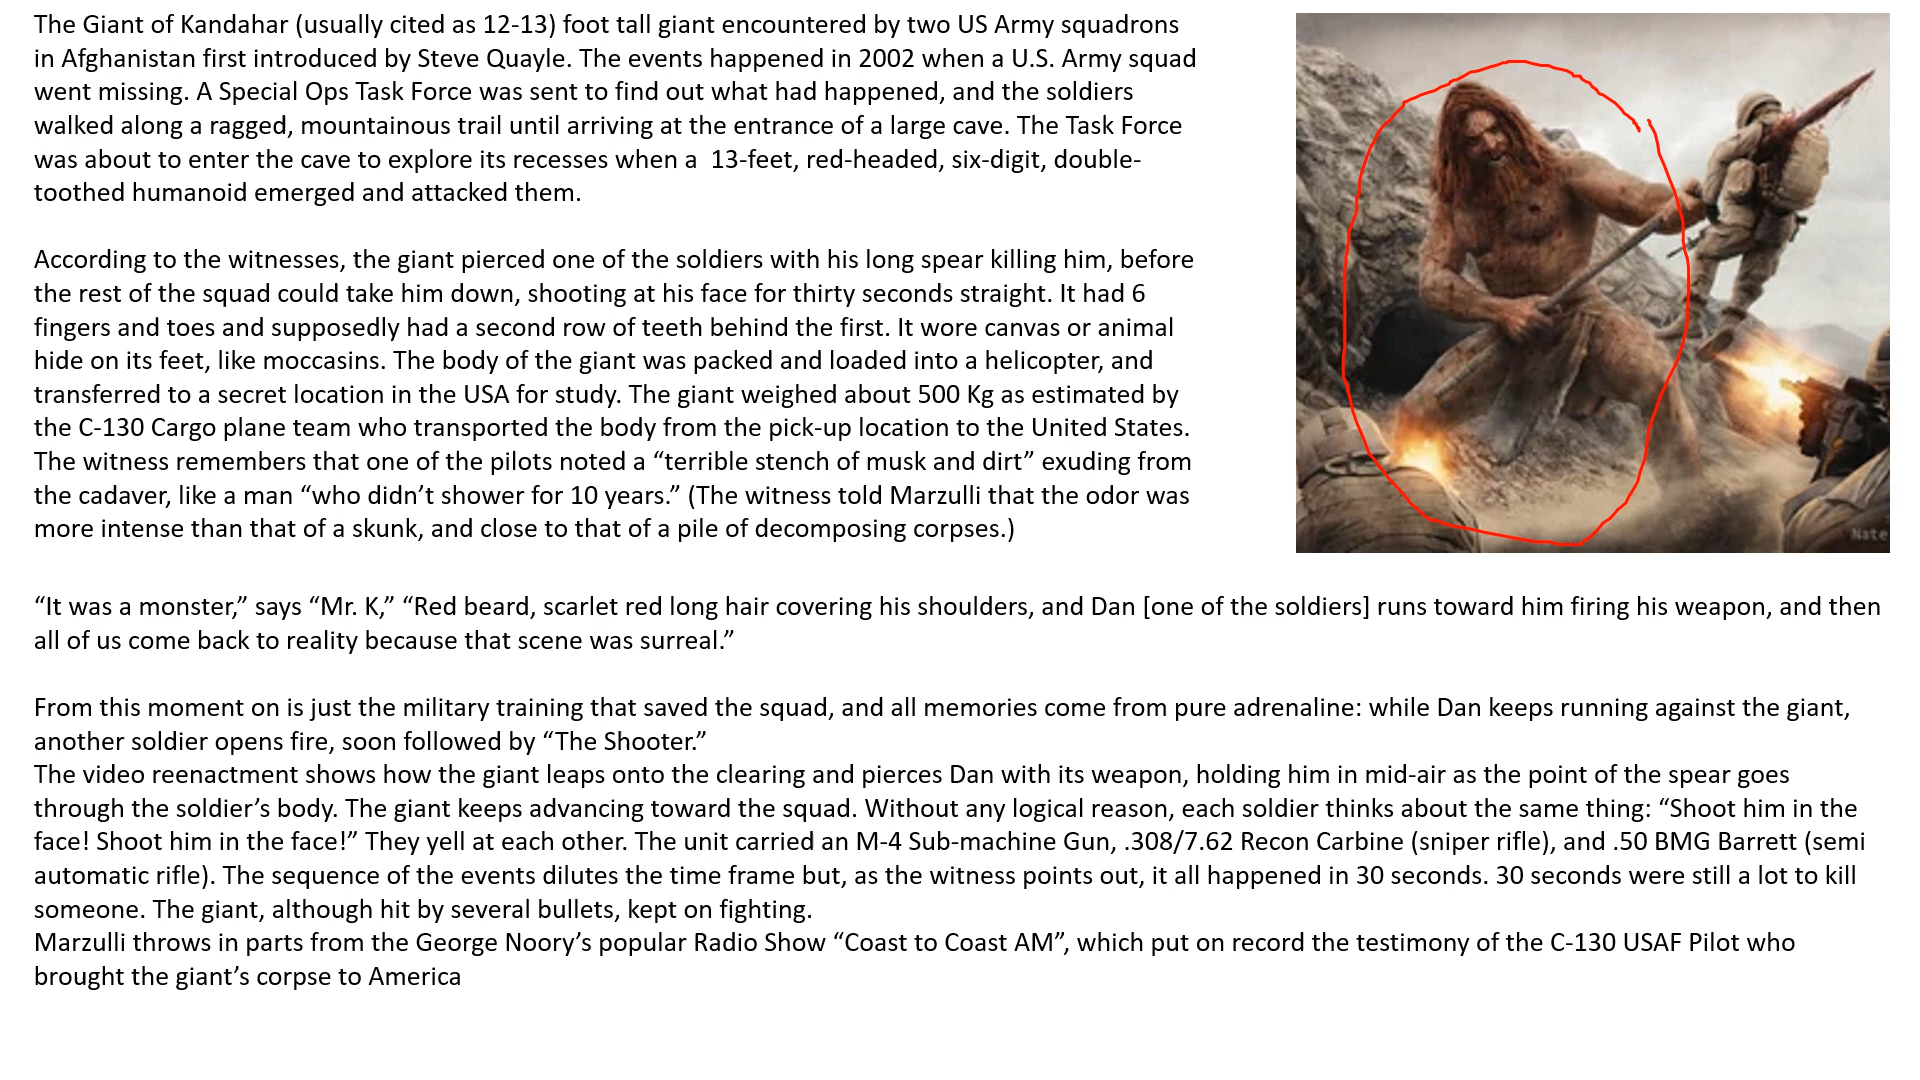 The Giant of Kandahar (usually cited as 12-13) foot tall giant encountered by two US Army squadrons
in Afghanistan first introduced by Steve Quayle. The events happened in 2002 when a U.S. Army squad
went missing. A Special Ops Task Force was sent to find out what had happened, and the soldiers
walked along a ragged, mountainous trail until arriving at the entrance of a large cave. The Task Force
was about to enter the cave to explore its recesses when a  13-feet, red-headed, six-digit, double-
toothed humanoid emerged and attacked them.
According to the witnesses, the giant pierced one of the soldiers with his long spear killing him, before
the rest of the squad could take him down, shooting at his face for thirty seconds straight. It had 6
fingers and toes and supposedly had a second row of teeth behind the first. It wore canvas or animal
hide on its feet, like moccasins. The body of the giant was packed and loaded into a helicopter, and
transferred to a secret location in the USA for study. The giant weighed about 500 Kg as estimated by
the C-130 Cargo plane team who transported the body from the pick-up location to the United States.
The witness remembers that one of the pilots noted a “terrible stench of musk and dirt” exuding from
the cadaver, like a man “who didn’t shower for 10 years.” (The witness told Marzulli that the odor was
more intense than that of a skunk, and close to that of a pile of decomposing corpses.)
Nate
“It was a monster,” says “Mr. K,” “Red beard, scarlet red long hair covering his shoulders, and Dan [one of the soldiers] runs toward him firing his weapon, and then
all of us come back to reality because that scene was surreal.”
From this moment on is just the military training that saved the squad, and all memories come from pure adrenaline: while Dan keeps running against the giant,
another soldier opens fire, soon followed by “The Shooter.”
The video reenactment shows how the giant leaps onto the clearing and pierces Dan with its weapon, holding him in mid-air as the point of the spear goes
through the soldier’s body. The giant keeps advancing toward the squad. Without any logical reason, each soldier thinks about the same thing: “Shoot him in the
face! Shoot him in the face!” They yell at each other. The unit carried an M-4 Sub-machine Gun, .308/7.62 Recon Carbine (sniper rifle), and .50 BMG Barrett (semi
automatic rifle). The sequence of the events dilutes the time frame but, as the witness points out, it all happened in 30 seconds. 30 seconds were still a lot to kill
someone. The giant, although hit by several bullets, kept on fighting.
Marzulli throws in parts from the George Noory’s popular Radio Show “Coast to Coast AM”, which put on record the testimony of the C-130 USAF Pilot who
brought the giant’s corpse to America